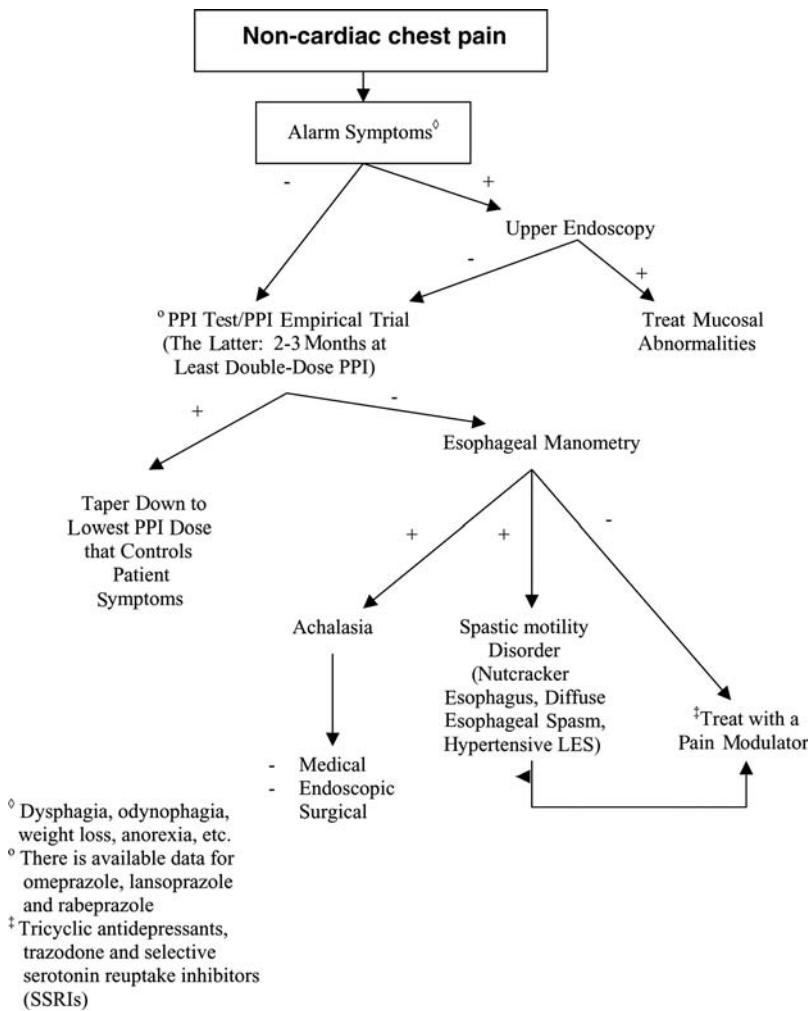 Non-cardiac chest pain
Alarm Symptoms◊
-
+
Upper Endoscopy
-
+
º PPI Test/PPI Empirical Trial
(The Latter: 2-3 Months at
Least Double-Dose PPI)
Treat Mucosal
Abnormalities
+
-
Esophageal Manometry
Taper Down to
Lowest PPI Dose
that Controls
Patient
Symptoms
+
+
-
Achalasia
Spastic motility
Disorder
(Nutcracker
Esophagus, Diffuse
Esophageal Spasm,
Hypertensive LES)
‡Treat with a
Pain Modulator
- Medical
- Endoscopic
Surgical
◊ Dysphagia, odynophagia,
weight loss, anorexia, etc.
º There is available data for
omeprazole, lansoprazole
and rabeprazole
‡ Tricyclic antidepressants,
trazodone and selective
serotonin reuptake inhibitors
(SSRIs)